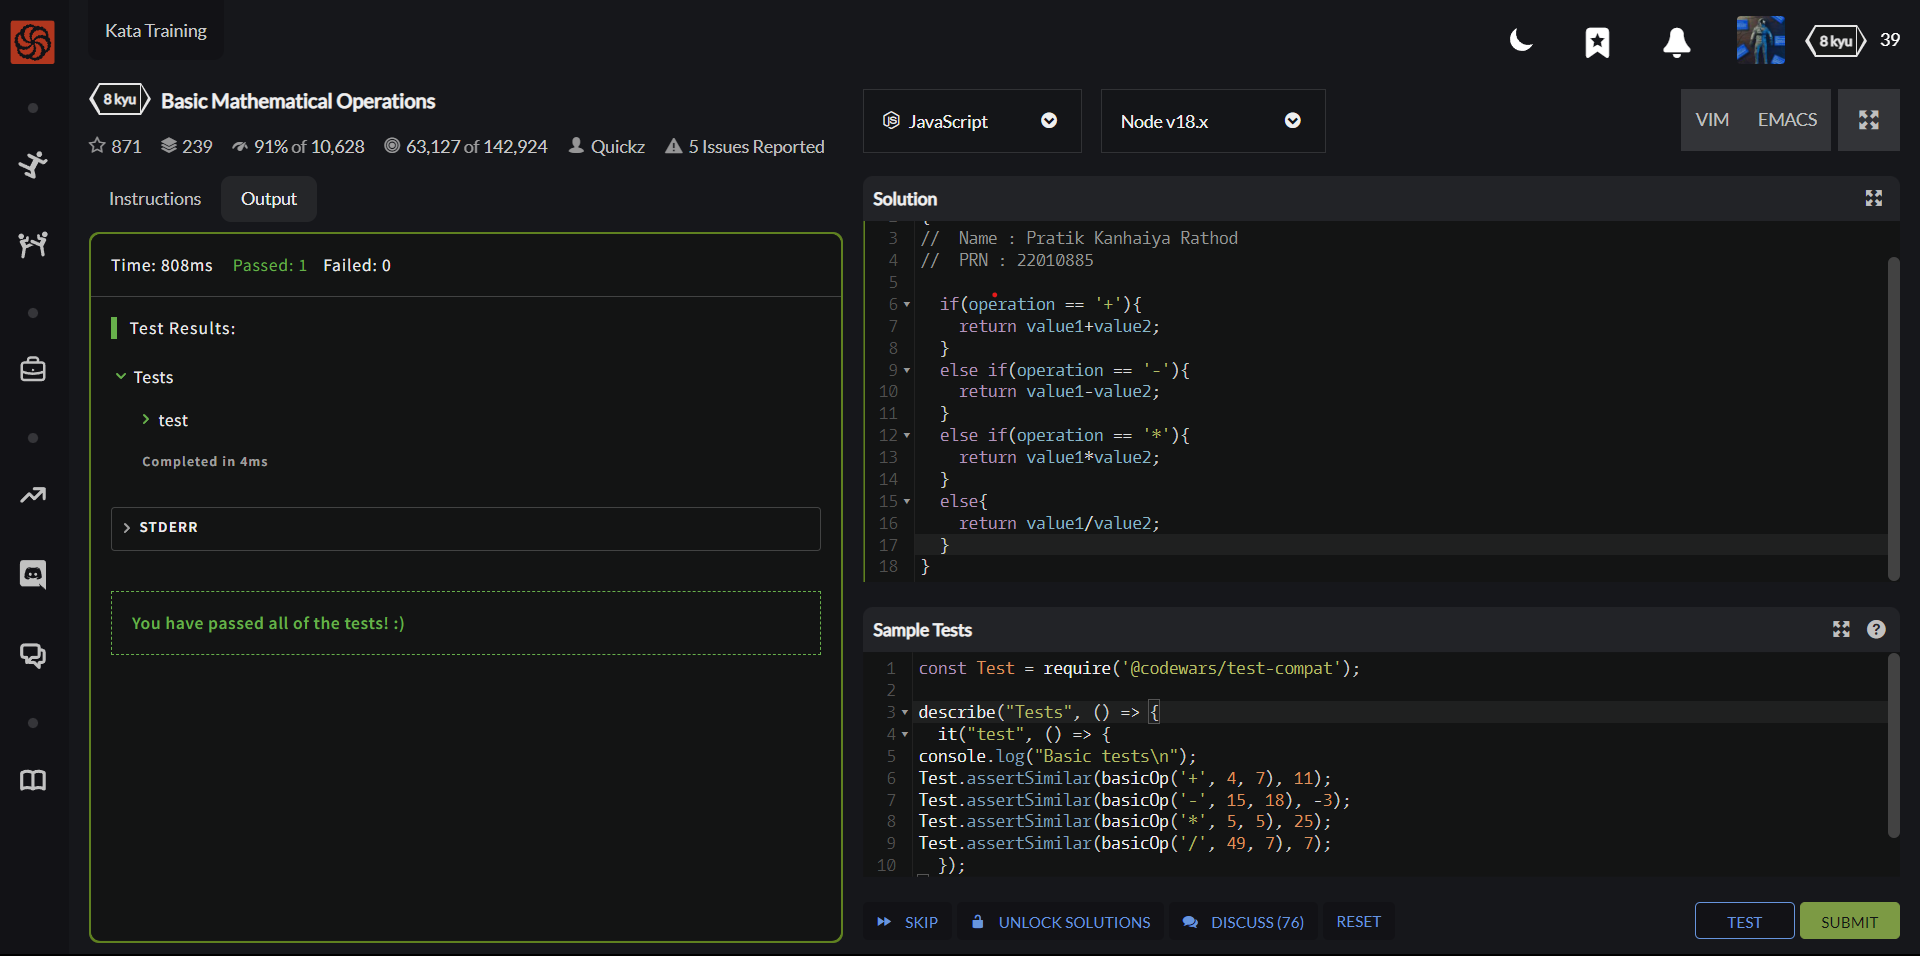 Kata Training
8 kyu
39
8 kyu
Basic Mathematical Operations
871
239
91% of 10,628
63,127 of 142,924
Quickz
5 Issues Reported
JavaScript
Node v18.x
VIM
EMACS
Instructions
Output
Time: 808ms Passed: 1 Failed: 0
Test Results:
Tests
test
Completed in 4ms
STDERR
You have passed all of the tests! :)
Solution
3 // Name : Pratik Kanhaiya Rathod
4 // PRN : 22010885
5
6 if(operation == '+'){
7 return value1+value2;
8 }
9 else if(operation == '-'){
10 return value1-value2;
11 }
12 else if(operation == '*'){
13 return value1*value2;
14 }
15 else{
16 return value1/value2;
17 }
18 }
Sample Tests
1 const Test = require('@codewars/test-compat');
2
3 describe("Tests", () => {
4 it("test", () => {
5 console.log("Basic tests\n");
6 Test.assertSimilar(basicOp('+', 4, 7), 11);
7 Test.assertSimilar(basicOp('-', 15, 18), -3);
8 Test.assertSimilar(basicOp('*', 5, 5), 25);
9 Test.assertSimilar(basicOp('/', 49, 7), 7);
10 });
SKIP
UNLOCK SOLUTIONS
DISCUSS (76)
RESET
TEST
SUBMIT